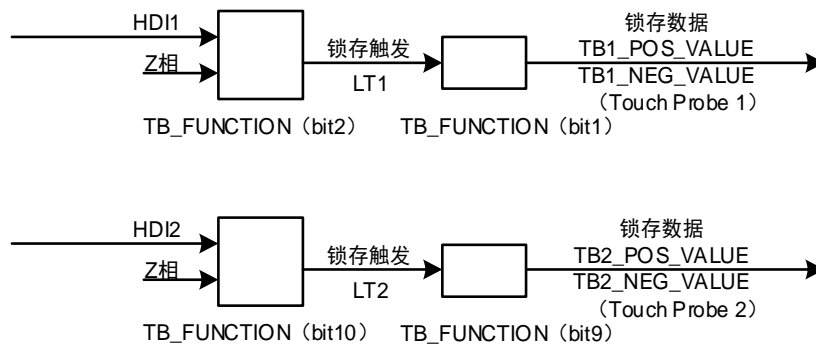 HDI1
锁存触发
锁存数据
Z相
TB1_POS_VALUE
LT1
TB1_NEG_VALUE
(Touch Probe 1)
TB_FUNCTION（bit2）
TB_FUNCTION（bit1）
HDI2
锁存触发
锁存数据
Z相
TB2_POS_VALUE
LT2
TB2_NEG_VALUE
(Touch Probe 2)
TB_FUNCTION（bit10）
TB_FUNCTION（bit9）